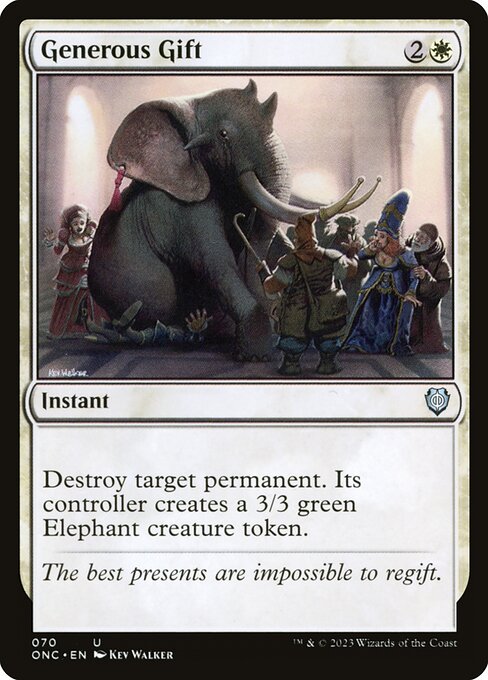 Generous Gift 2
KEV WALKER
Instant
Destroy target permanent. Its
controller creates a 3/3 green
Elephant creature token.
The best presents are impossible to regift.
070 U
ONC • EN KEV WALKER
™ & © 2023 Wizards of the Coast